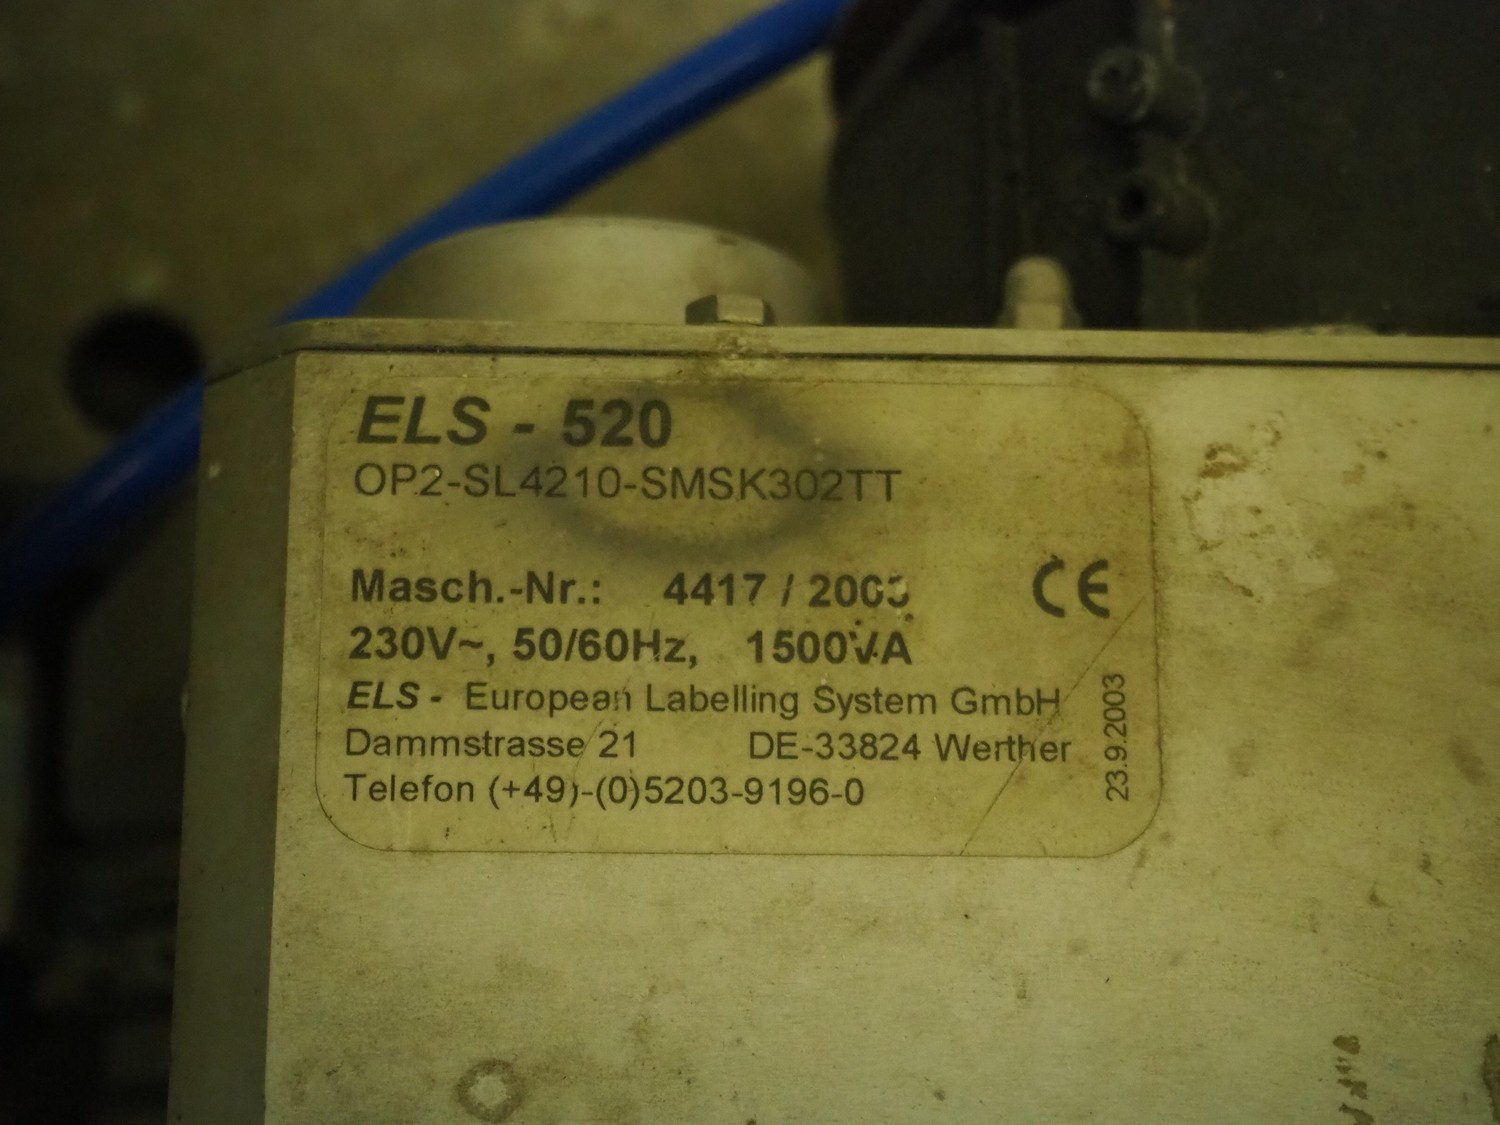 ELS - 520
OP2-SL4210-SMSK302TT
Masch.-Nr.: 4417 / 2003
CE
230V~, 50/60Hz, 1500VA
ELS - European Labelling System GmbH
Dammstrasse 21 DE-33824 Werther
Telefon (+49)-(0)5203-9196-0
23.9.2003